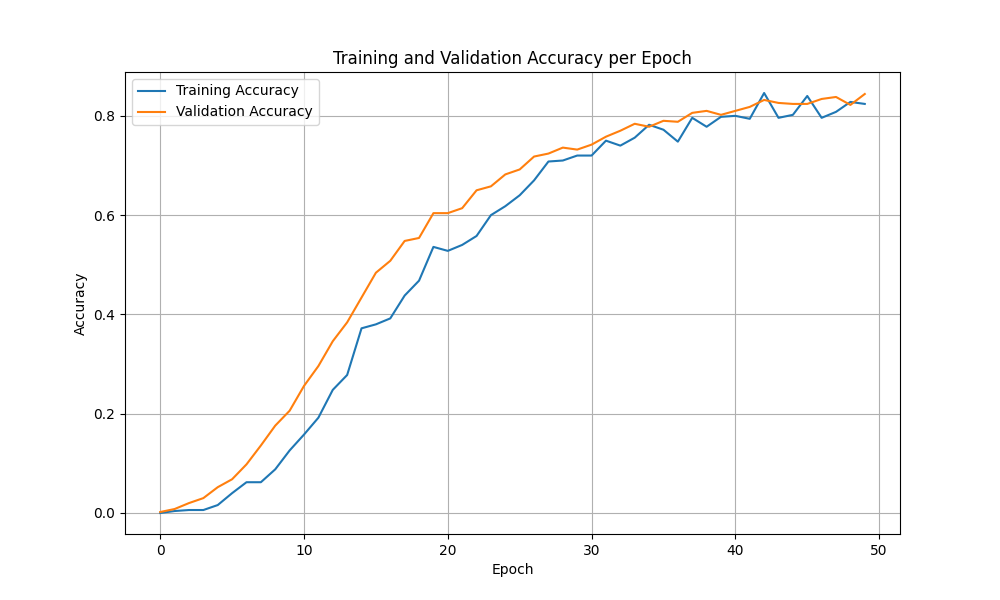 Training and Validation Accuracy per Epoch
Training Accuracy
Validation Accuracy
Accuracy
0.8
0.6
0.4
0.2
0.0
0 10 20 30 40 50
Epoch